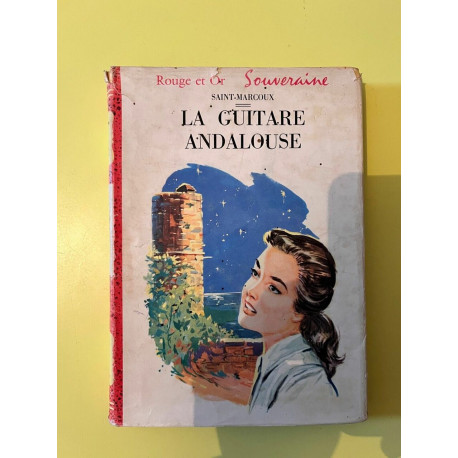 Rouge et Or Souveraine
SAINT-MARCOUX
LA GUITARE
ANDALOUSE